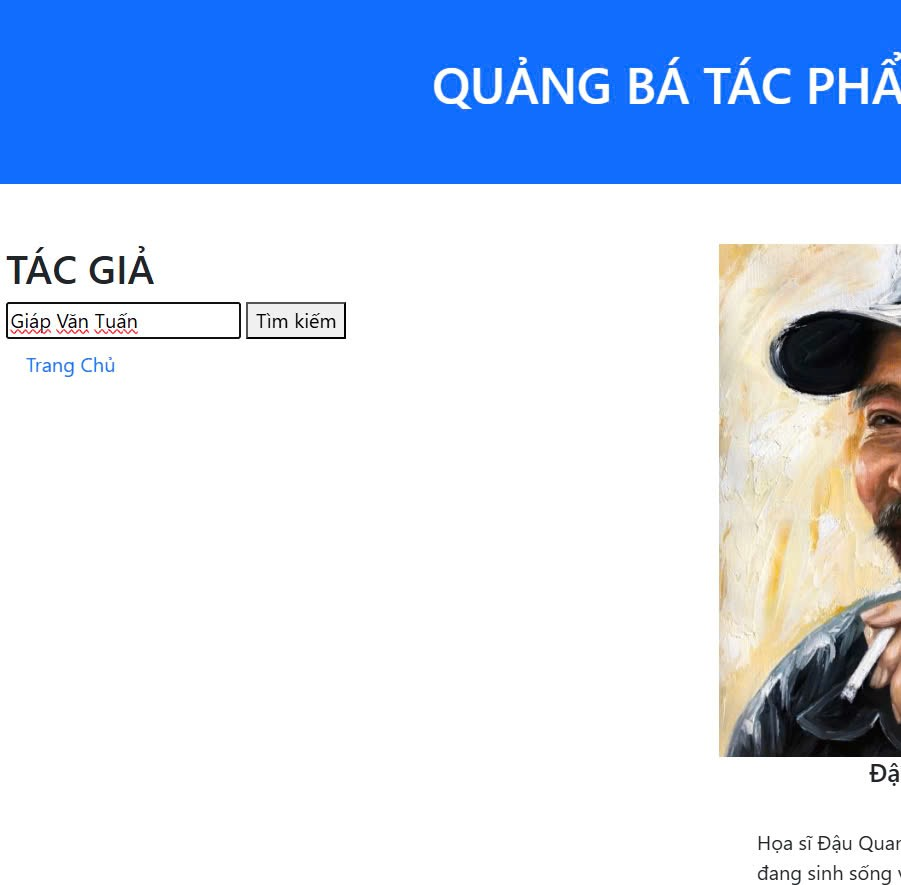 QUẢNG BÁ TÁC PHẨ
TÁC GIẢ
Giáp Văn Tuấn
Tìm kiếm
Trang Chủ
Đậ
Họa sĩ Đậu Quan
đang sinh sống v